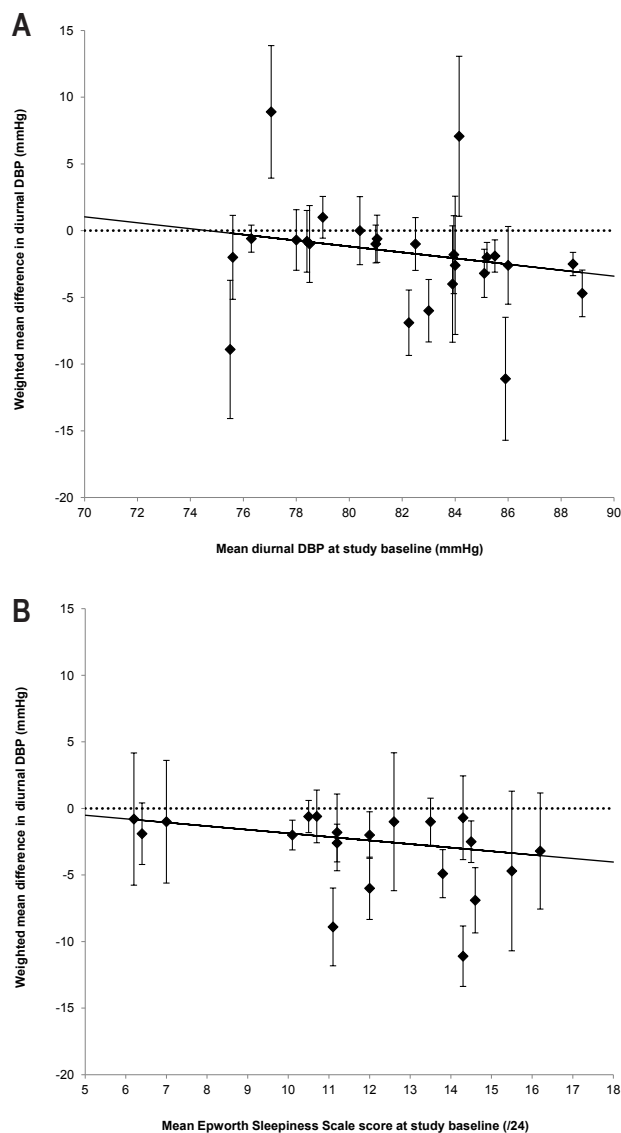 A
Weighted mean difference in diurnal DBP (mmHg)
15
10
5
0
-5
-10
-15
-20
70 72 74 76 78 80 82 84 86 88 90
Mean diurnal DBP at study baseline (mmHg)
B
Weighted mean difference in diurnal DBP (mmHg)
15
10
5
0
-5
-10
-15
-20
5 6 7 8 9 10 11 12 13 14 15 16 17 18
Mean Epworth Sleepiness Scale score at study baseline (/24)